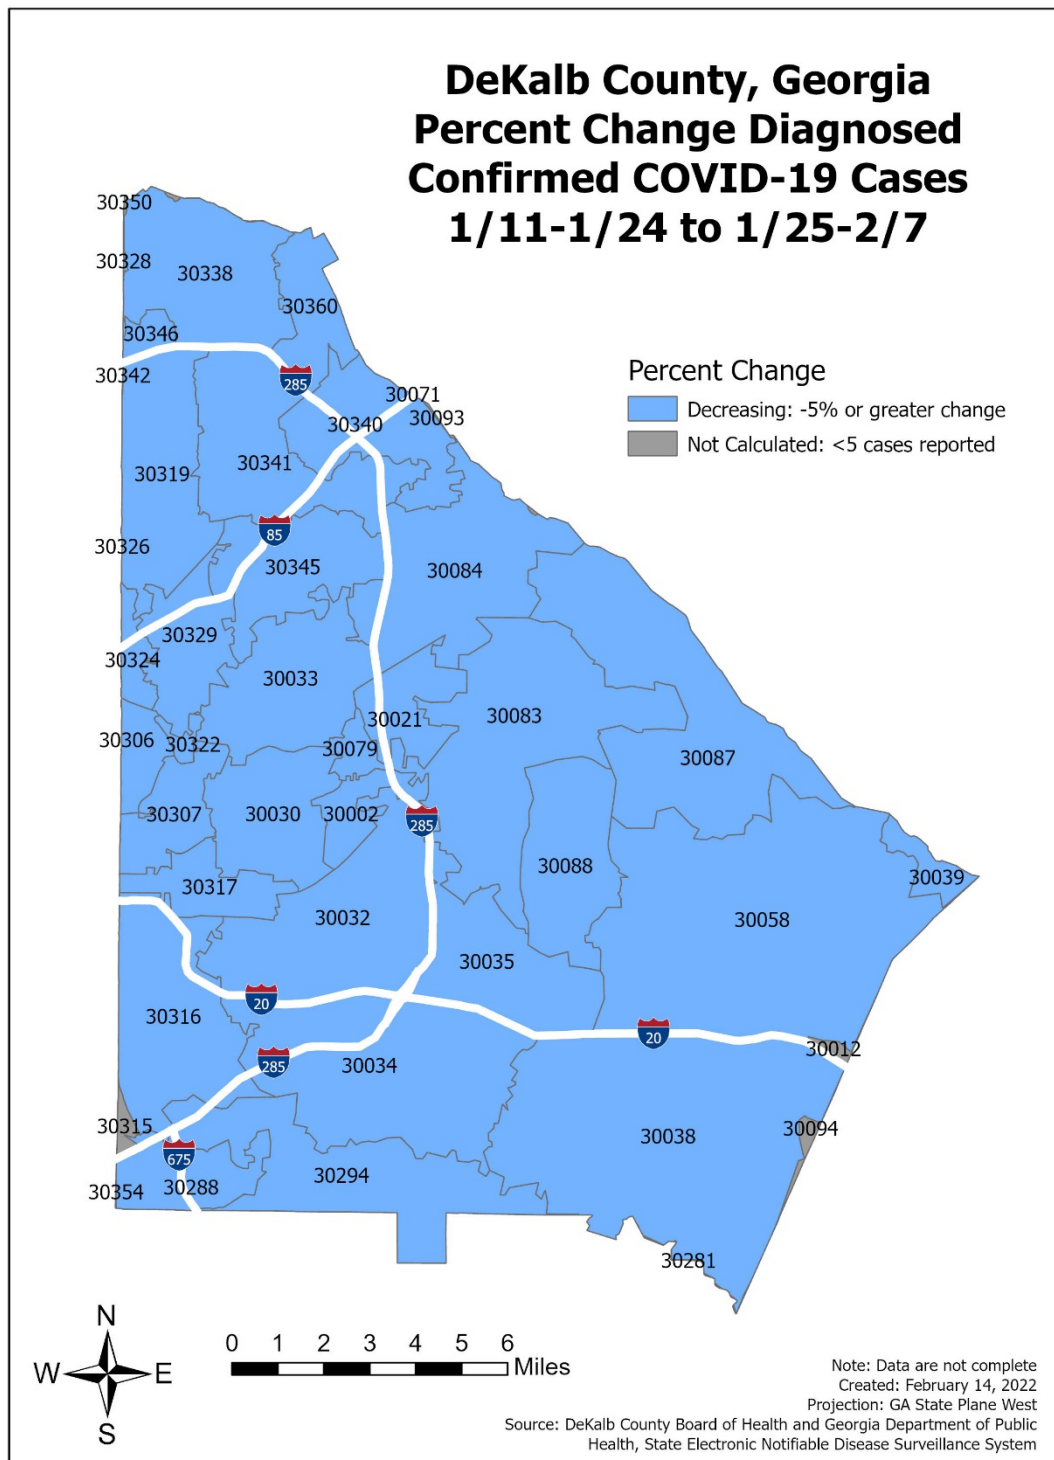 DeKalb County, Georgia
Percent Change Diagnosed
Confirmed COVID-19 Cases
1/11-1/24 to 1/25-2/7
30350
30328
30338
30360
30346
30342
285
Percent Change
Decreasing: -5% or greater change
Not Calculated: <5 cases reported
30071
30093
30340
30341
30319
85
30326
30345
30084
30329
30324
30033
30021
30083
30306
30322
30079
30087
30307
30030
30002
285
30088
30039
30317
30032
30058
30035
20
30316
20
30012
285
30034
30315
30038
30094
675
30354
30288
30294
30281
N
W
E
S
0 1 2 3 4 5 6
Miles
Note: Data are not complete
Created: February 14, 2022
Projection: GA State Plane West
Source: DeKalb County Board of Health and Georgia Department of Public
Health, State Electronic Notifiable Disease Surveillance System